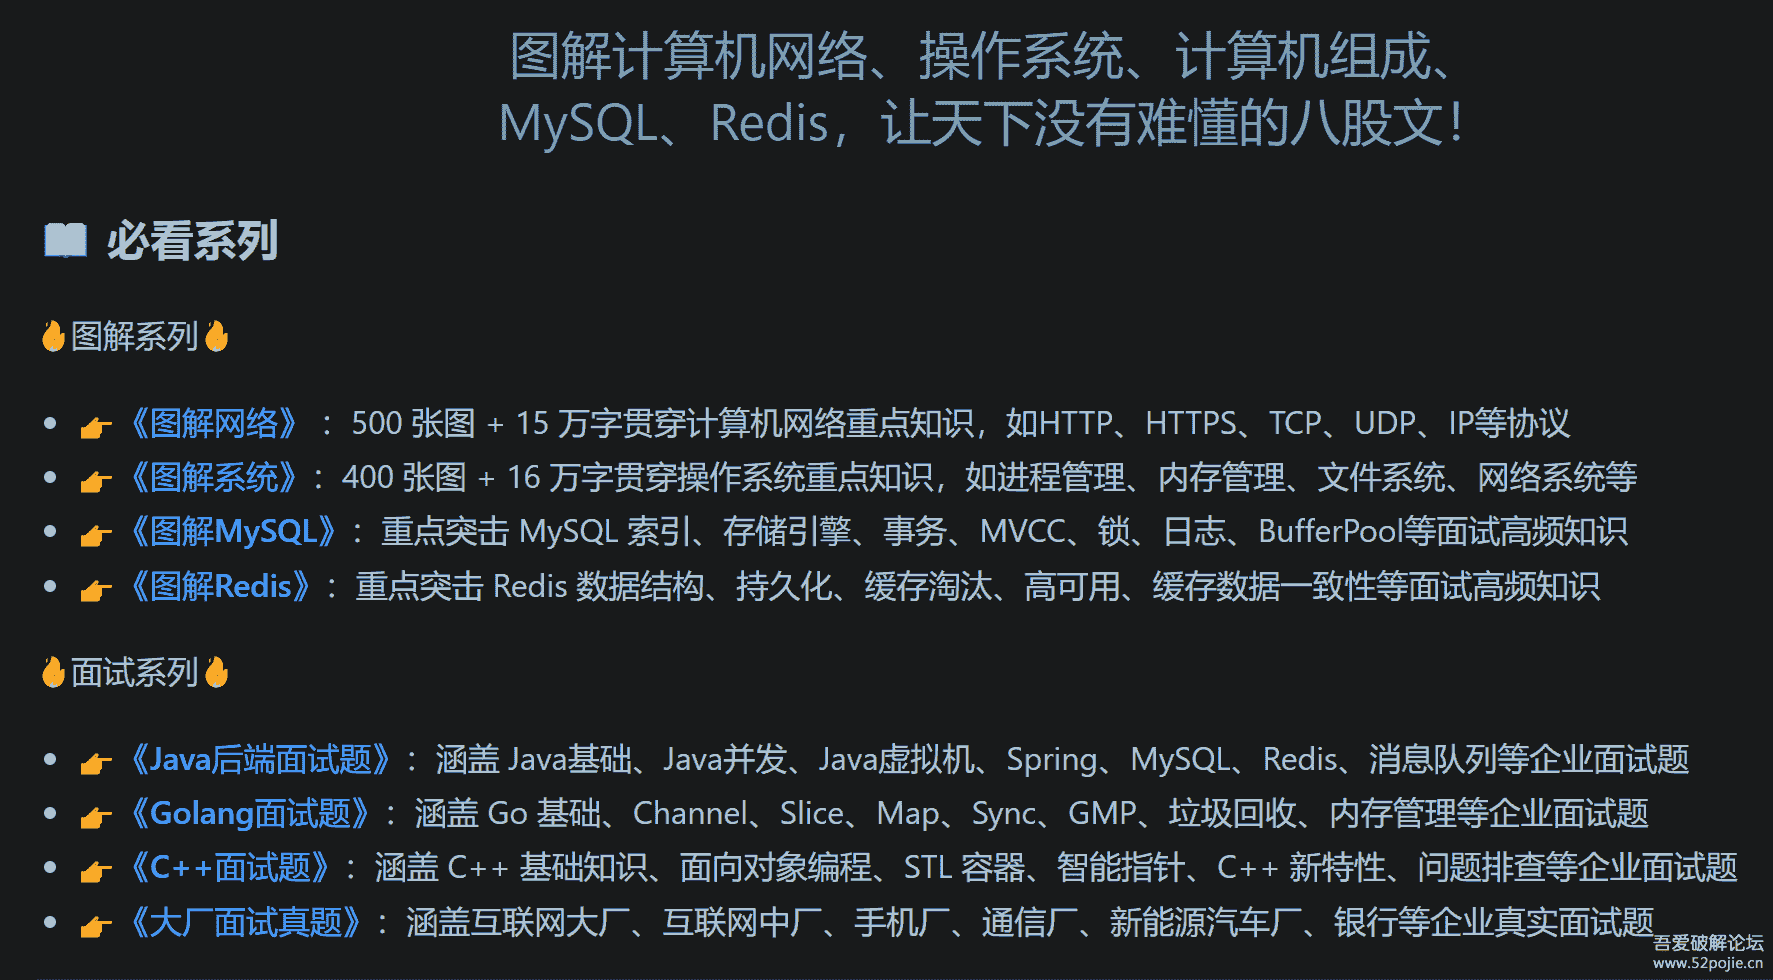 图解计算机网络、操作系统、计算机组成、
MySQL、Redis，让天下没有难懂的八股文！
📖 必看系列
🔥图解系列🔥
• 👉《图解网络》 ：500 张图 + 15 万字贯穿计算机网络重点知识，如HTTP、HTTPS、TCP、UDP、IP等协议
• 👉《图解系统》：400 张图 + 16 万字贯穿操作系统重点知识，如进程管理、内存管理、文件系统、网络系统等
• 👉《图解MySQL》：重点突击 MySQL 索引、存储引擎、事务、MVCC、锁、日志、BufferPool等面试高频知识
• 👉《图解Redis》：重点突击 Redis 数据结构、持久化、缓存淘汰、高可用、缓存数据一致性等面试高频知识
🔥面试系列🔥
• 👉《Java后端面试题》：涵盖 Java基础、Java并发、Java虚拟机、Spring、MySQL、Redis、消息队列等企业面试题
• 👉《Golang面试题》：涵盖 Go 基础、Channel、Slice、Map、Sync、GMP、垃圾回收、内存管理等企业面试题
• 👉《C++面试题》：涵盖 C++ 基础知识、面向对象编程、STL 容器、智能指针、C++ 新特性、问题排查等企业面试题
• 👉《大厂面试真题》：涵盖互联网大厂、互联网中厂、手机厂、通信厂、新能源汽车厂、银行等企业真实面试题
吾爱破解论坛
www.52pojie.cn